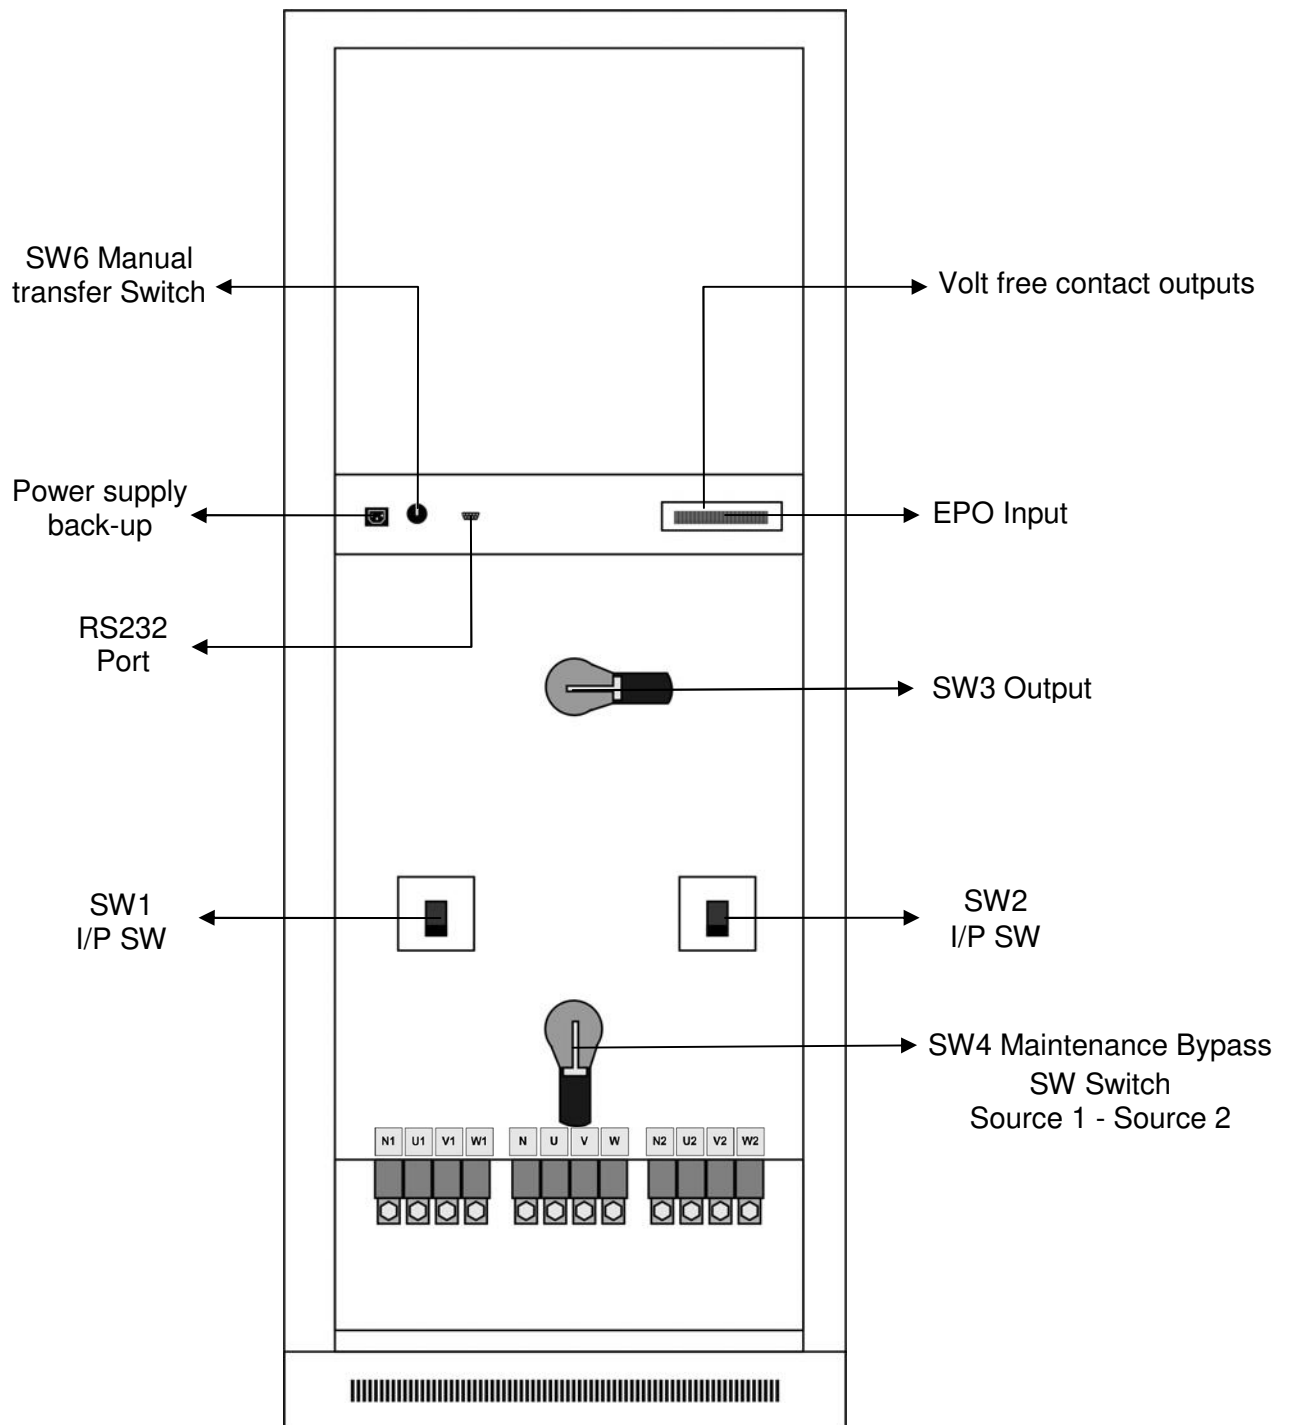 SW6 Manual
transfer Switch
Volt free contact outputs
Power supply
back-up
EPO Input
RS232
Port
SW3 Output
SW1
I/P SW
SW2
I/P SW
SW4 Maintenance Bypass
SW Switch
Source 1 - Source 2
N1 U1 V1 W1 N U V W N2 U2 V2 W2